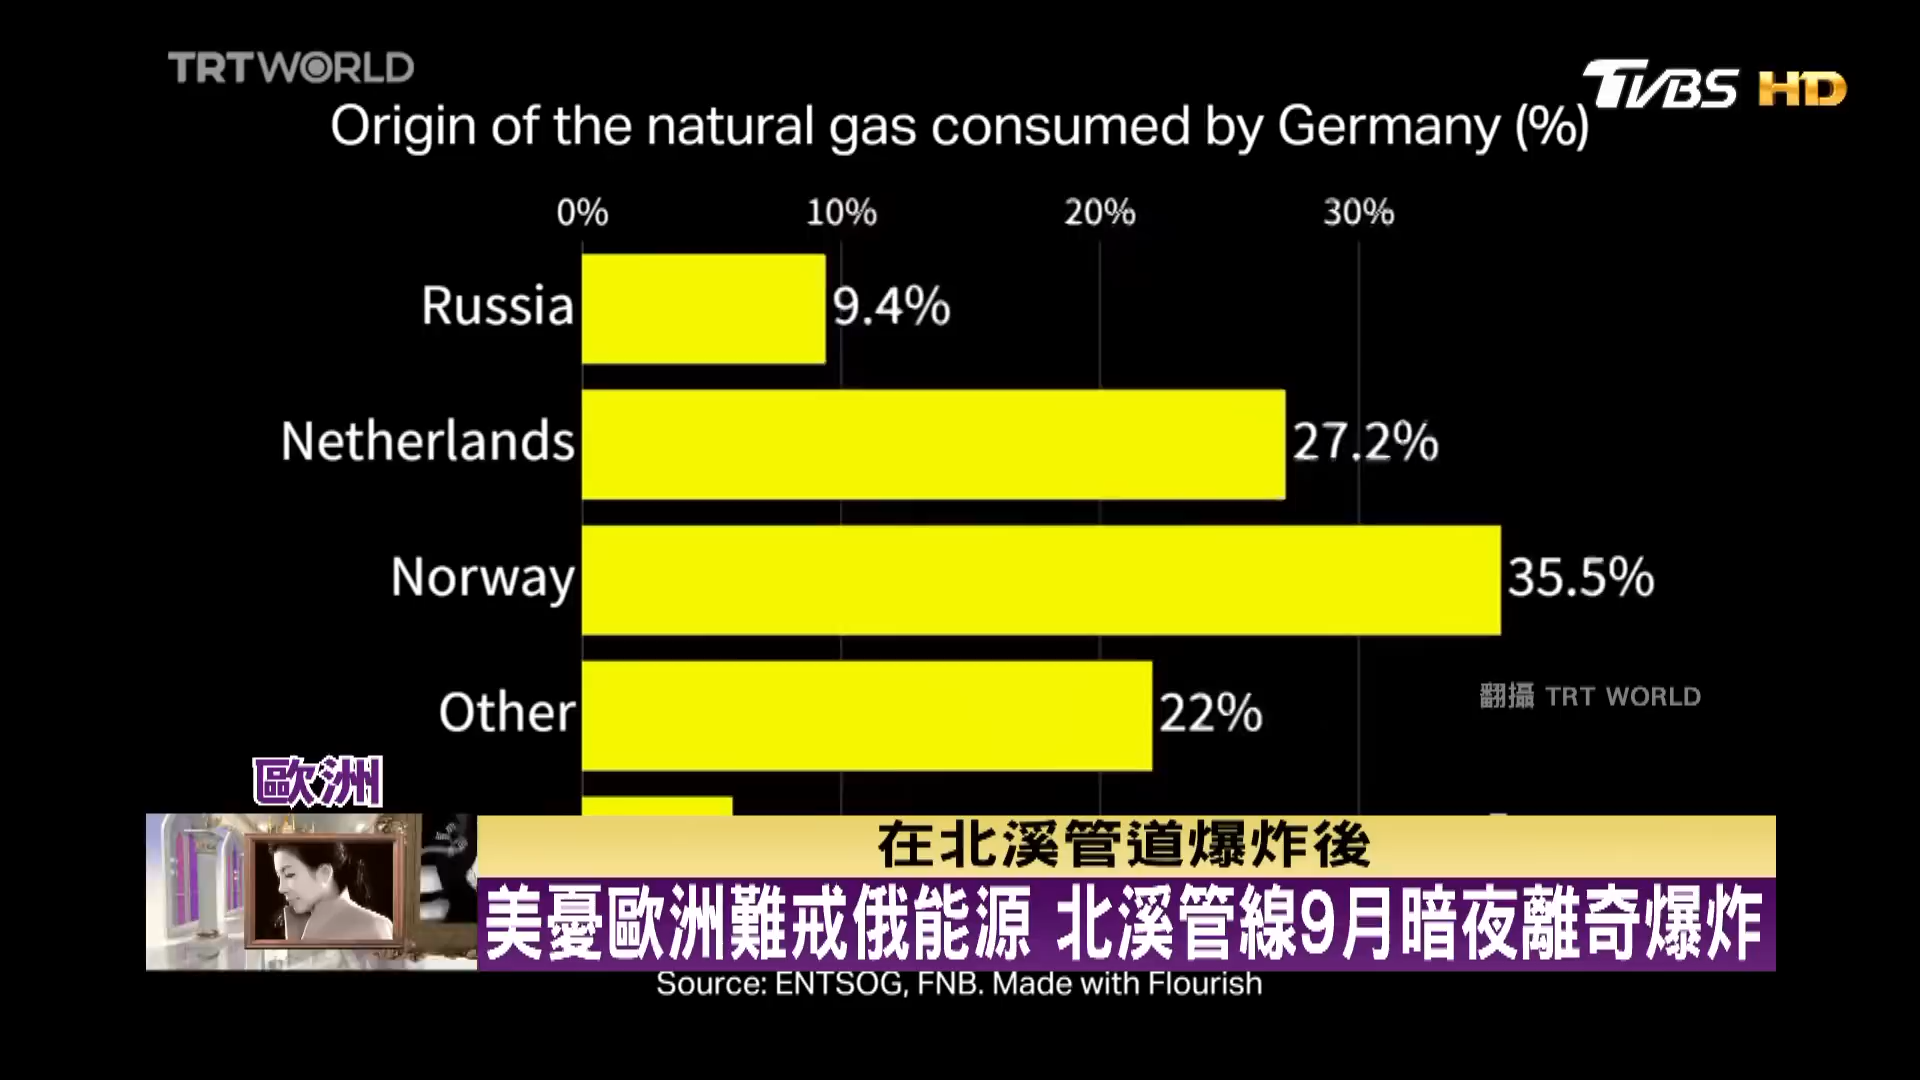 TRT WORLD
TVBS HD
Origin of the natural gas consumed by Germany (%)
0% 10% 20% 30%
Russia 9.4%
Netherlands 27.2%
Norway 35.5%
Other 22%
翻攝 TRT WORLD
歐洲
在北溪管道爆炸後
美憂歐洲難戒俄能源 北溪管線9月暗夜離奇爆炸
Source: ENTSOG, FNB. Made with Flourish